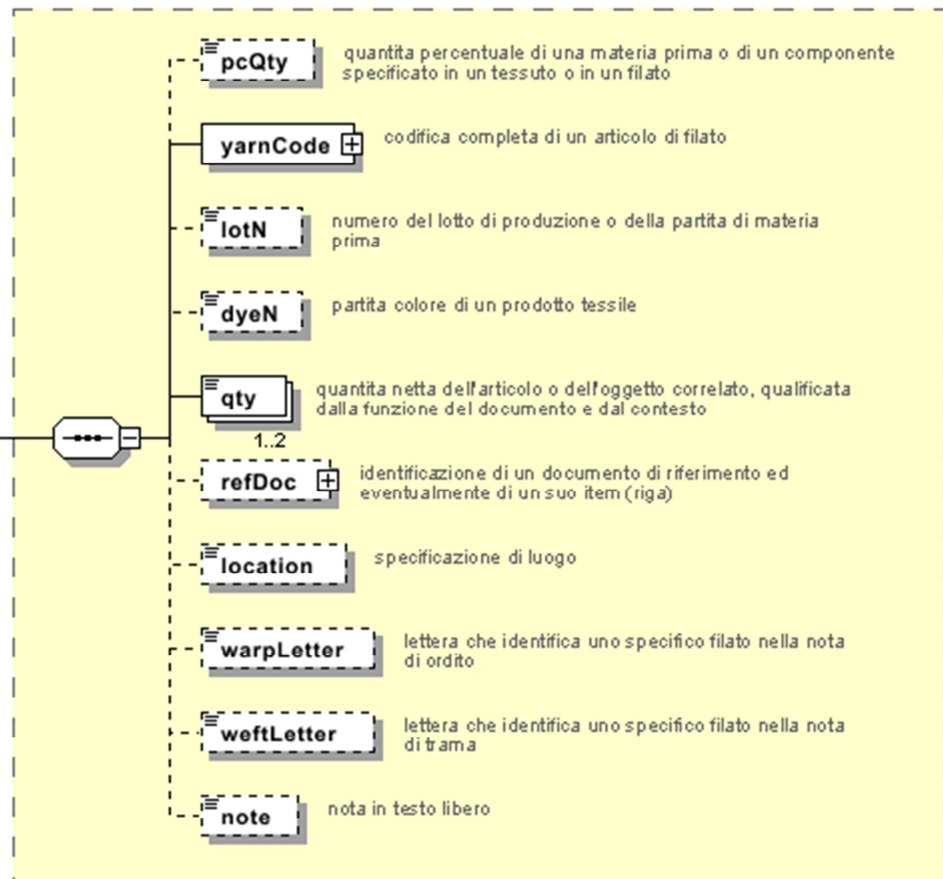 pcQty
quantita percentuale di una materia prima o di un componente
specificato in un tessuto o in un filato
yarnCode
codifica completa di un articolo di filato
lotN
numero del lotto di produzione o della partita di materia
prima
dyeN
partita colore di un prodotto tessile
qty
quantita netta dell'articolo o dell'oggetto correlato, qualificata
dalla funzione del documento e dal contesto
1..2
refDoc
identificazione di un documento di riferimento ed
eventualmente di un suo item (riga)
location
specificazione di luogo
warpLetter
lettera che identifica uno specifico filato nella nota
di ordito
weftLetter
lettera che identifica uno specifico filato nella nota
di trama
note
nota in testo libero